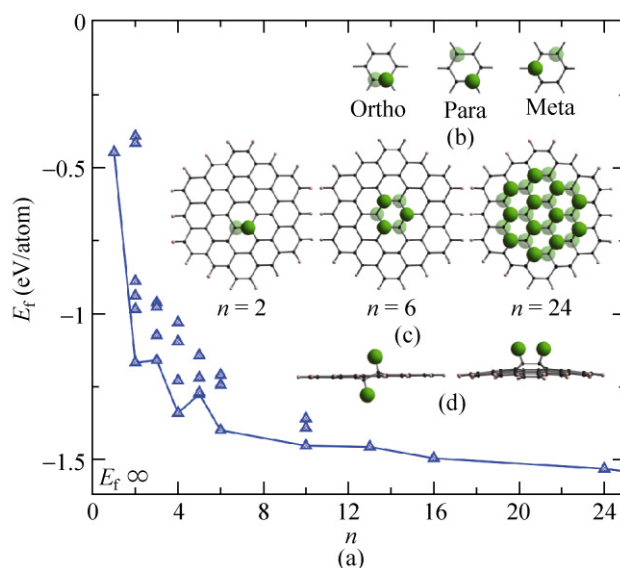 0
−0.5
−1
−1.5
E_f (eV/atom)
Ortho
Para
Meta
(b)
n = 2
n = 6
n = 24
(c)
(d)
E_f ∞
0
4
8
12
16
20
24
n
(a)